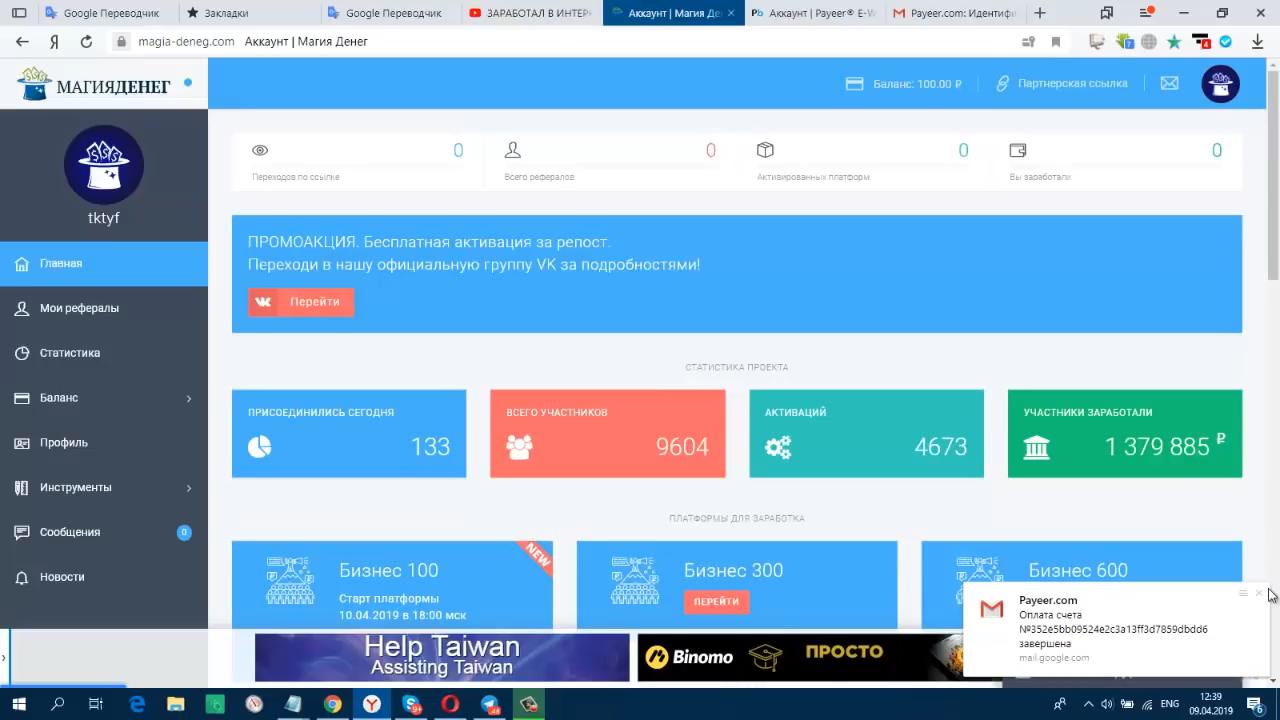 Google Переводчик
Закладки
Google Переводчик
ЗАРАБОТАЛ В ИНТЕРН
Аккаунт | Магия Де
Аккаунт | Payeer® E-W
Payeer.com: Идентифи
magia-deneg.com Аккаунт | Магия Денег
7
4
МАГИЯДЕНЕГ
Баланс: 100.00 ₽
Партнерская ссылка
tktyf
Главная
Мои рефералы
Статистика
Баланс
Профиль
Инструменты
Сообщения
0
Новости
0
Переходов по ссылке
0
Всего рефералов
0
Активированных платформ
0
Вы заработали
ПРОМОАКЦИЯ. Бесплатная активация за репост.
Переходи в нашу официальную группу VK за подробностями!
Перейти
СТАТИСТИКА ПРОЕКТА
ПРИСОЕДИНИЛИСЬ СЕГОДНЯ
133
ВСЕГО УЧАСТНИКОВ
9604
АКТИВАЦИЙ
4673
УЧАСТНИКИ ЗАРАБОТАЛИ
1 379 885 ₽
ПЛАТФОРМЫ ДЛЯ ЗАРАБОТКА
NEW
Бизнес 100
Старт платформы
10.04.2019 в 18:00 мск
Бизнес 300
ПЕРЕЙТИ
Бизнес 600
Payeer.com
Оплата счета
№352e5bb09524e2c3a13ff3d7859dbdd6
завершена
mail.google.com
Help Taiwan
Assisting Taiwan
Binomo
ПРОСТО
ENG
12:39
09.04.2019
6